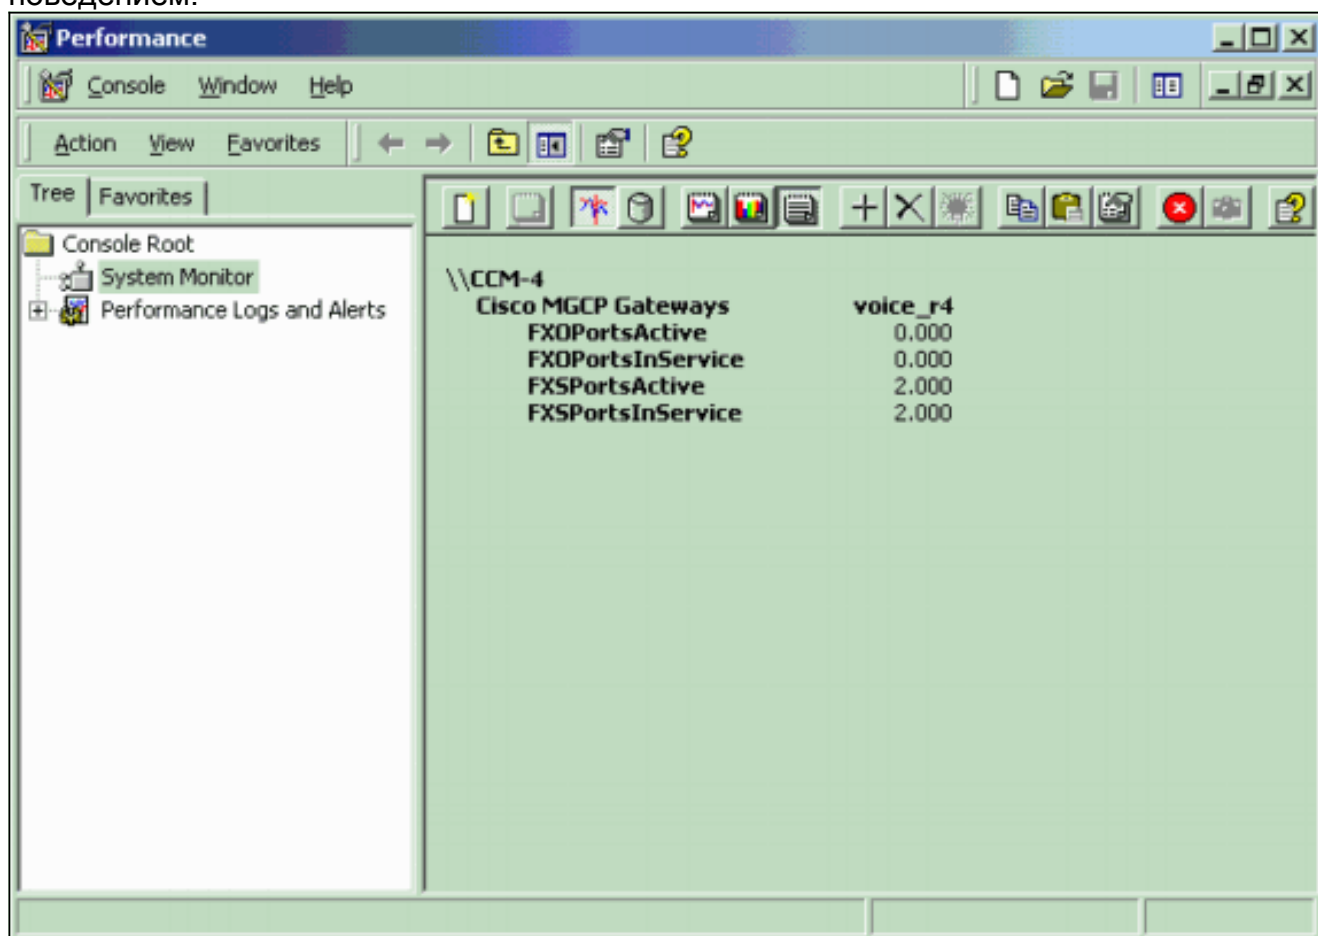 поведением.
Performance
Console Window Help
Action View Favorites
Tree Favorites
Console Root
System Monitor
Performance Logs and Alerts
\\CCM-4
Cisco MGCP Gateways voice_r4
FXOPortsActive 0.000
FXOPortsInService 0.000
FXSPortsActive 2.000
FXSPortsInService 2.000